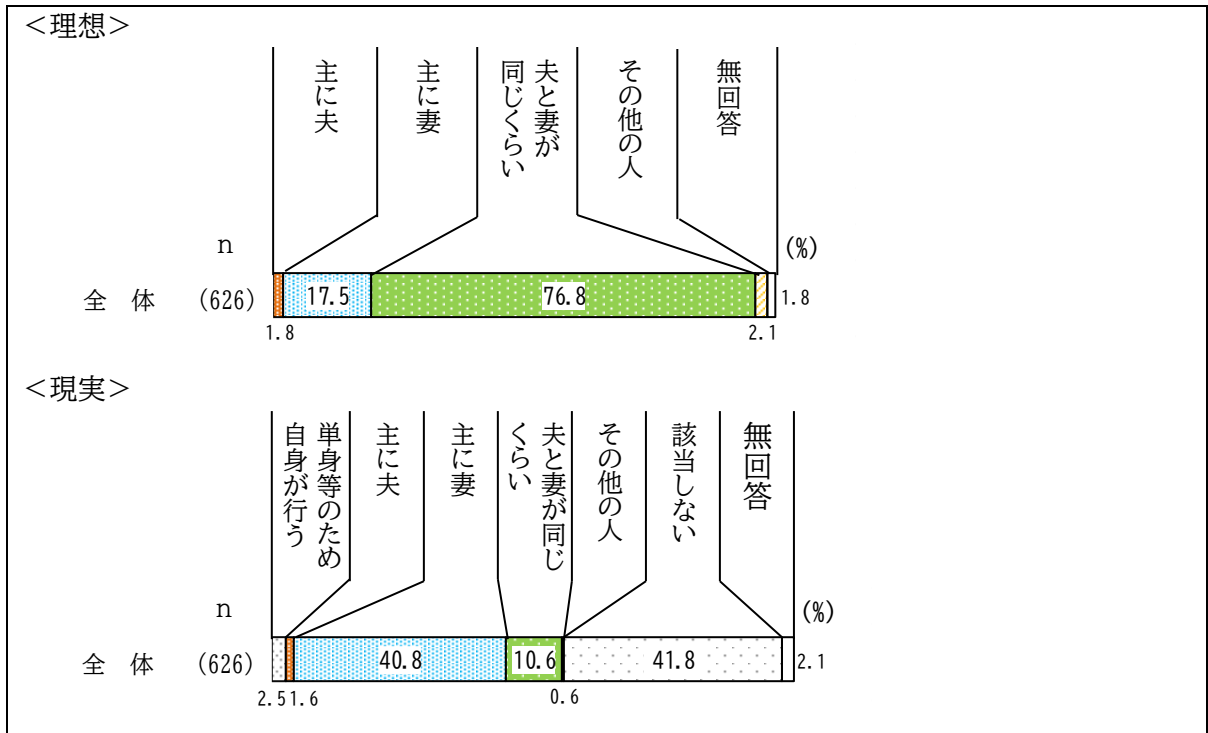 <理想>
主に夫
主に妻
夫と妻が
同じくらい
その他の人
無回答
n
(%)
全 体 (626)
17.5
76.8
1.8
1.8
2.1
<現実>
単身等のため
自身が行う
主に夫
主に妻
夫と妻が同じ
くらい
その他の人
該当しない
無回答
n
(%)
全 体 (626)
40.8
10.6
41.8
2.1
2.5
1.6
0.6